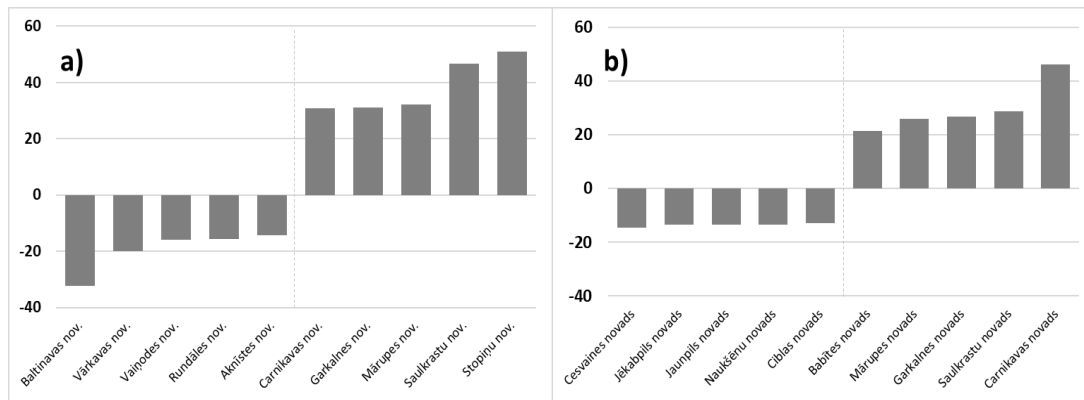 a)
60
40
20
0
-20
-40
Baltinavas nov.
Vārkavas nov.
Vaiņodes nov.
Rundāles nov.
Aknīstes nov.
Carnikavas nov.
Garkalnes nov.
Mārupes nov.
Saulkrastu nov.
Stopiņu nov.
b)
60
40
20
0
-20
-40
Cesvaines novads
Jēkabpils novads
Jaunpils novads
Naukšēnu novads
Ciblas novads
Babītes novads
Mārupes novads
Garkalnes novads
Saulkrastu novads
Carnikavas novads